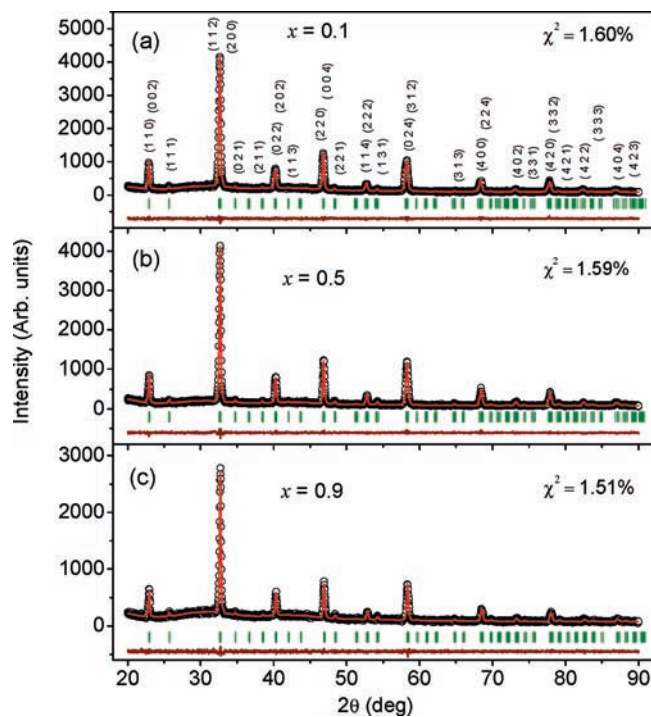 (a)
x = 0.1
χ² = 1.60%
5000
4000
3000
2000
1000
0
(1 1 0)
(0 0 2)
(1 1 1)
(1 1 2)
(2 0 0)
(0 2 1)
(2 1 1)
(0 2 2)
(2 0 2)
(1 1 3)
(2 2 0)
(0 0 4)
(2 2 1)
(1 1 4)
(2 2 2)
(1 3 1)
(0 2 4)
(3 1 2)
(3 1 3)
(4 0 0)
(2 2 4)
(4 0 2)
(3 3 1)
(4 2 0)
(3 3 2)
(4 2 1)
(4 2 2)
(3 3 3)
(4 0 4)
(4 2 3)
(b)
x = 0.5
χ² = 1.59%
4000
3000
2000
1000
0
Intensity (Arb. units)
(c)
x = 0.9
χ² = 1.51%
3000
2000
1000
0
20 30 40 50 60 70 80 90
2θ (deg)